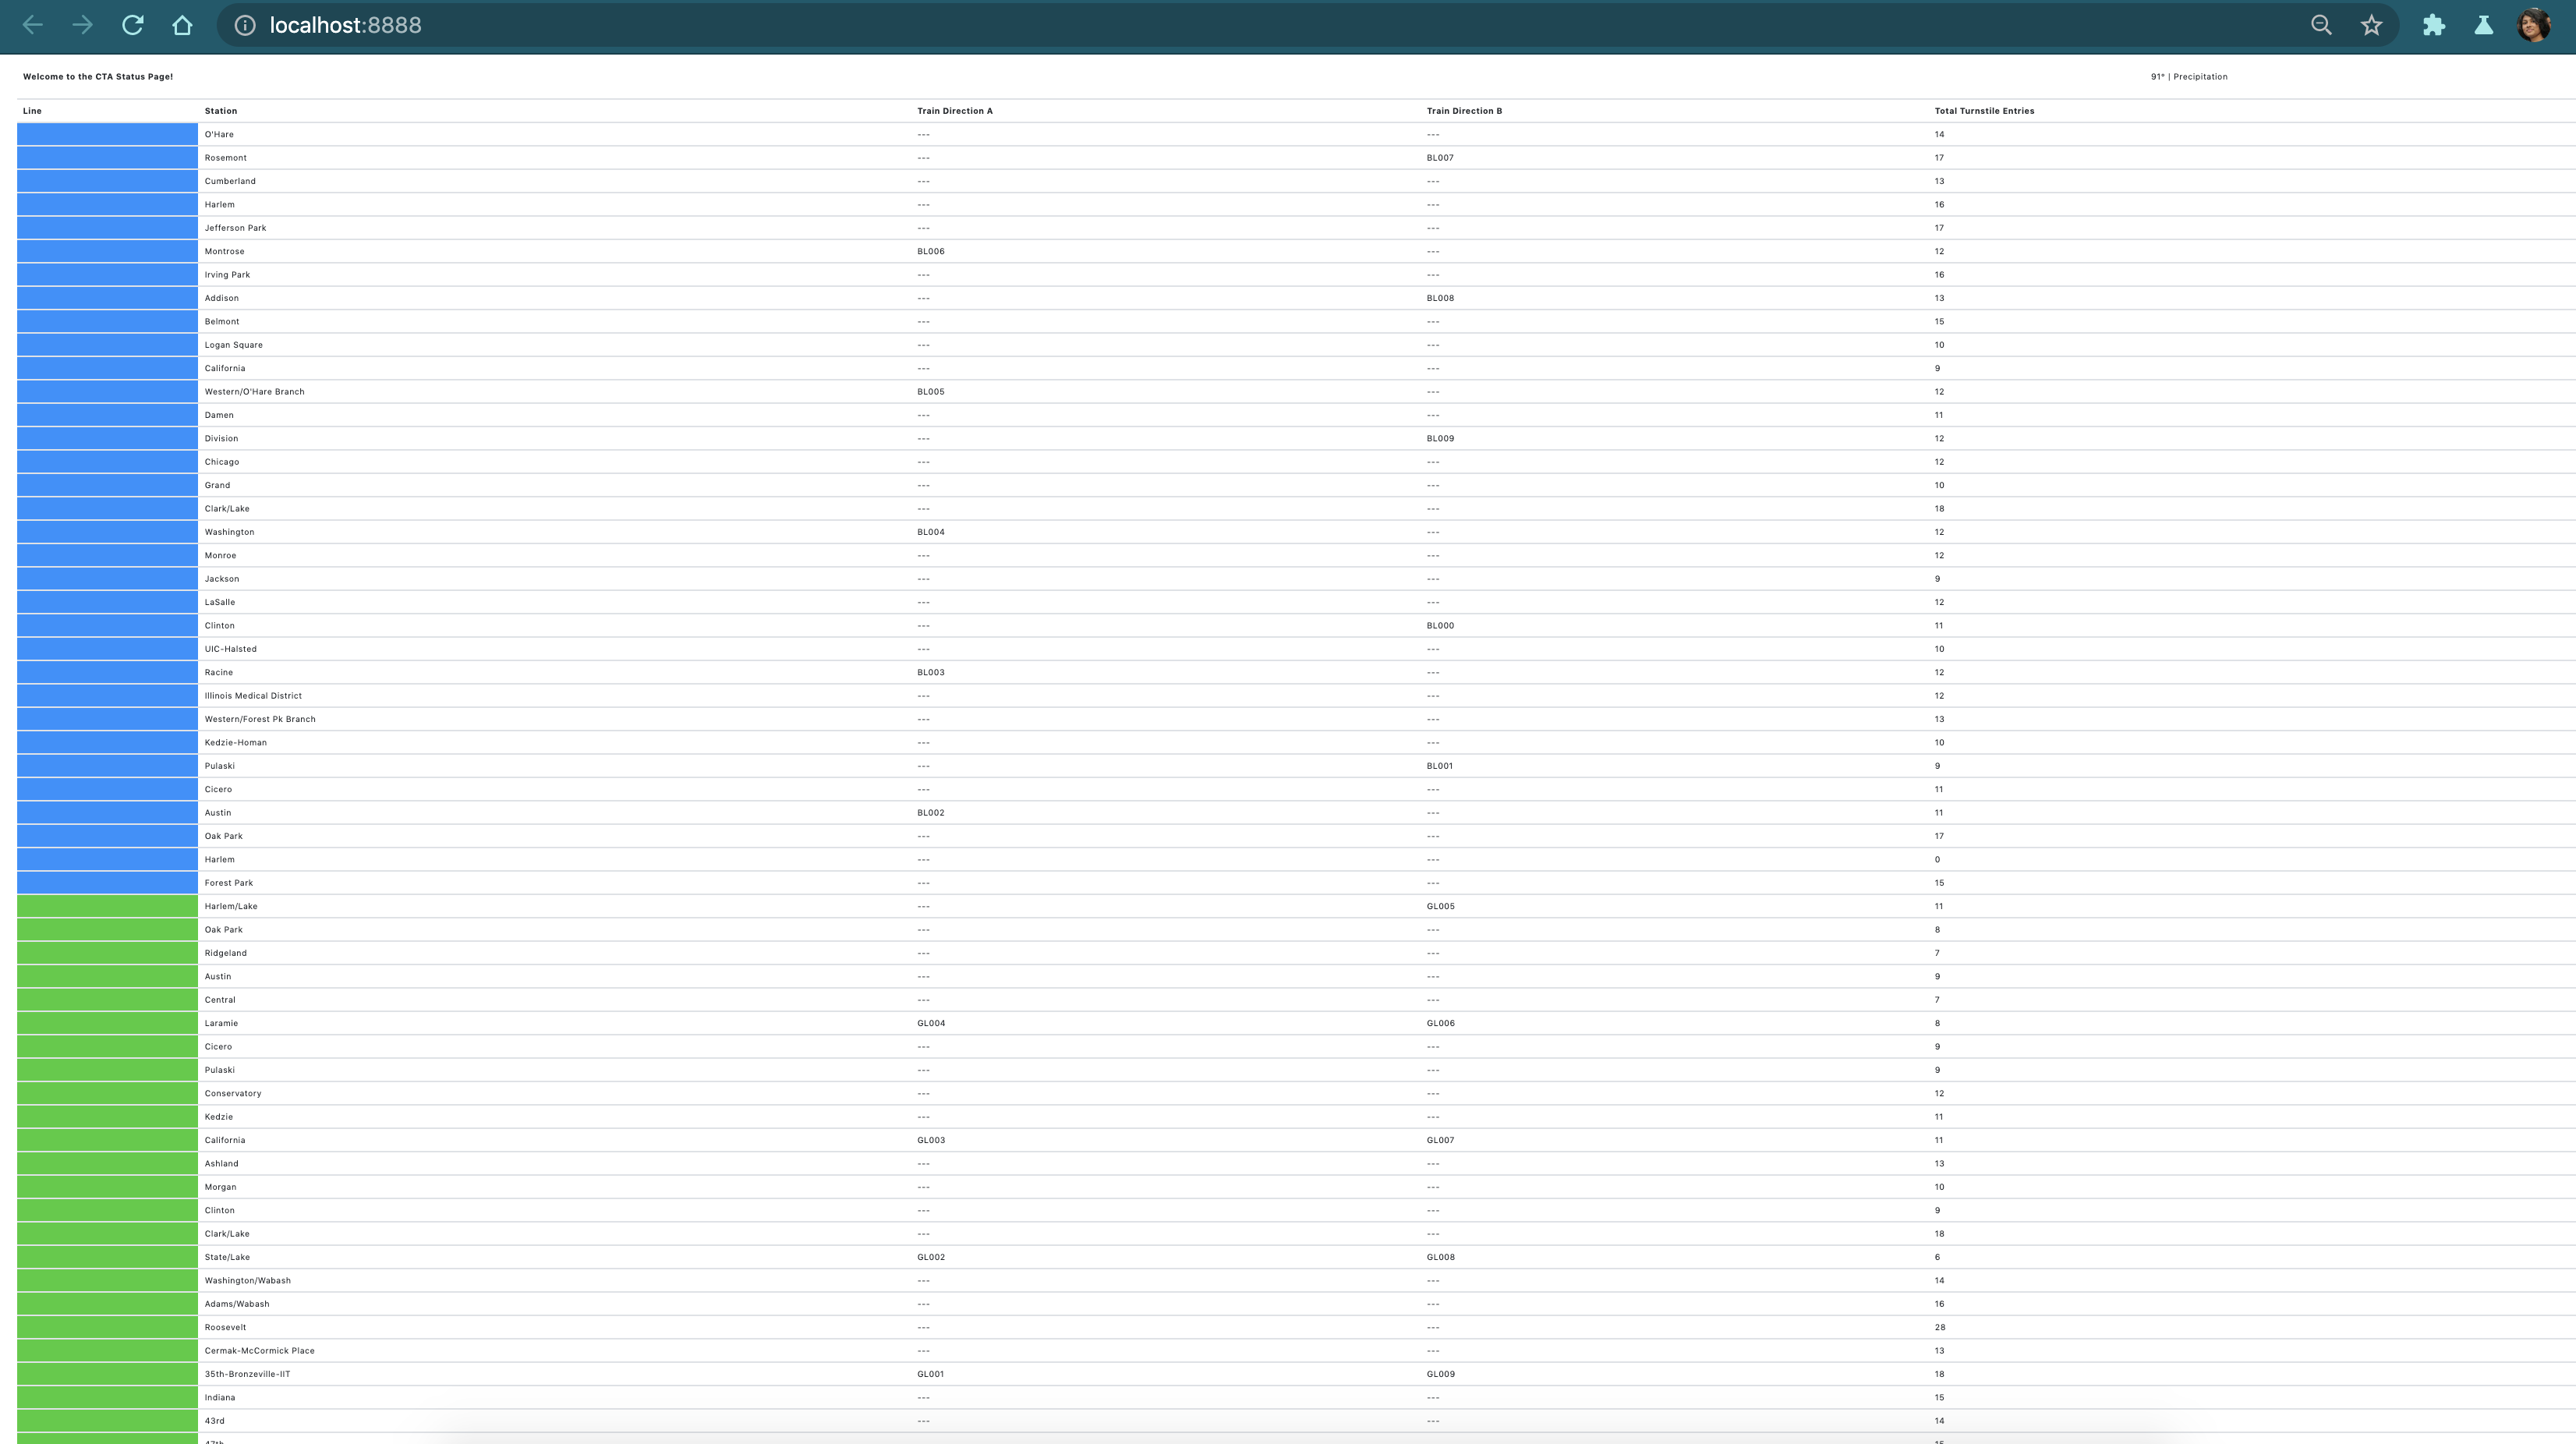 localhost:8888
Welcome to the CTA Status Page! 91° | Precipitation
Line Station Train Direction A Train Direction B Total Turnstile Entries
O'Hare --- --- 14
Rosemont --- BL007 17
Cumberland --- --- 13
Harlem --- --- 16
Jefferson Park --- --- 17
Montrose BL006 --- 12
Irving Park --- --- 16
Addison --- BL008 13
Belmont --- --- 15
Logan Square --- --- 10
California --- --- 9
Western/O'Hare Branch BL005 --- 12
Damen --- --- 11
Division --- BL009 12
Chicago --- --- 12
Grand --- --- 10
Clark/Lake --- --- 18
Washington BL004 --- 12
Monroe --- --- 12
Jackson --- --- 9
LaSalle --- --- 12
Clinton --- BL000 11
UIC-Halsted --- --- 10
Racine BL003 --- 12
Illinois Medical District --- --- 12
Western/Forest Pk Branch --- --- 13
Kedzie-Homan --- --- 10
Pulaski --- BL001 9
Cicero --- --- 11
Austin BL002 --- 11
Oak Park --- --- 17
Harlem --- --- 0
Forest Park --- --- 15
Harlem/Lake --- GL005 11
Oak Park --- --- 8
Ridgeland --- --- 7
Austin --- --- 9
Central --- --- 7
Laramie GL004 GL006 8
Cicero --- --- 9
Pulaski --- --- 9
Conservatory --- --- 12
Kedzie --- --- 11
California GL003 GL007 11
Ashland --- --- 13
Morgan --- --- 10
Clinton --- --- 9
Clark/Lake --- --- 18
State/Lake GL002 GL008 6
Washington/Wabash --- --- 14
Adams/Wabash --- --- 16
Roosevelt --- --- 28
Cermak-McCormick Place --- --- 13
35th-Bronzeville-IIT GL001 GL009 18
Indiana --- --- 15
43rd --- --- 14